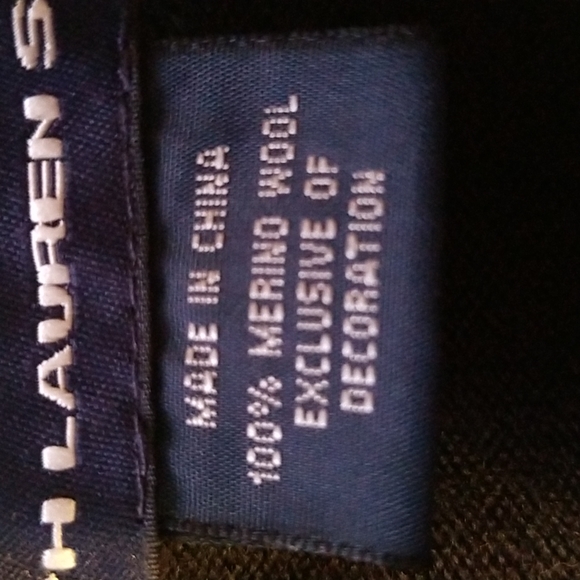 H LAUREN S
MADE IN CHINA
100% MERINO WOOL
EXCLUSIVE OF
DECORATION